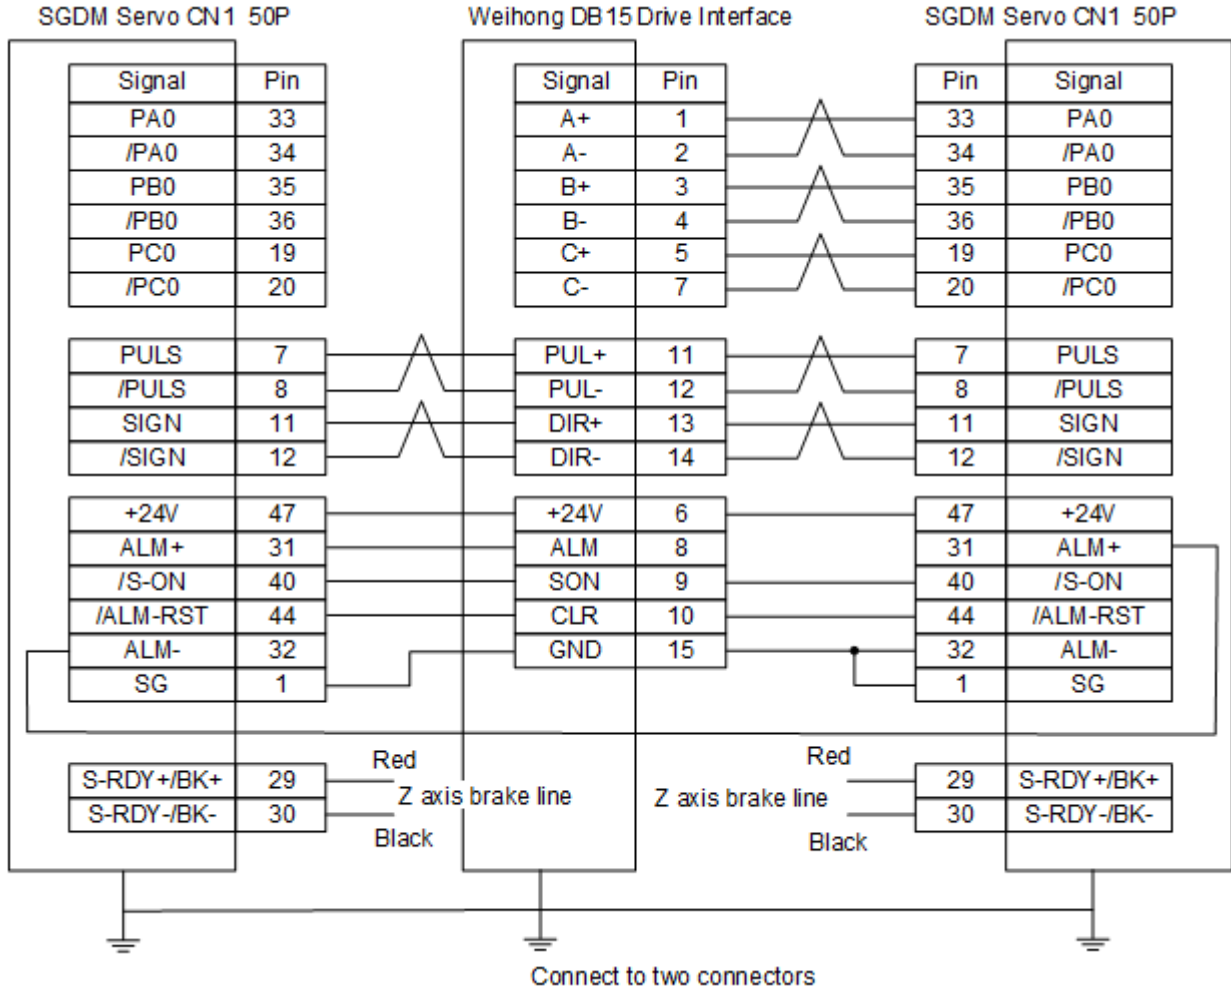 SGDM Servo CN1 50P Weihong DB15 Drive Interface SGDM Servo CN1 50P
Signal Pin Signal Pin Pin Signal
PA0 33 A+ 1 33 PA0
/PA0 34 A- 2 34 /PA0
PB0 35 B+ 3 35 PB0
/PB0 36 B- 4 36 /PB0
PC0 19 C+ 5 19 PC0
/PC0 20 C- 7 20 /PC0
PULS 7 PUL+ 11 7 PULS
/PULS 8 PUL- 12 8 /PULS
SIGN 11 DIR+ 13 11 SIGN
/SIGN 12 DIR- 14 12 /SIGN
+24V 47 +24V 6 47 +24V
ALM+ 31 ALM 8 31 ALM+
/S-ON 40 SON 9 40 /S-ON
/ALM-RST 44 CLR 10 44 /ALM-RST
ALM- 32 GND 15 32 ALM-
SG 1 1 SG
Red Red
S-RDY+/BK+ 29 29 S-RDY+/BK+
Z axis brake line Z axis brake line
S-RDY-/BK- 30 30 S-RDY-/BK-
Black Black
Connect to two connectors